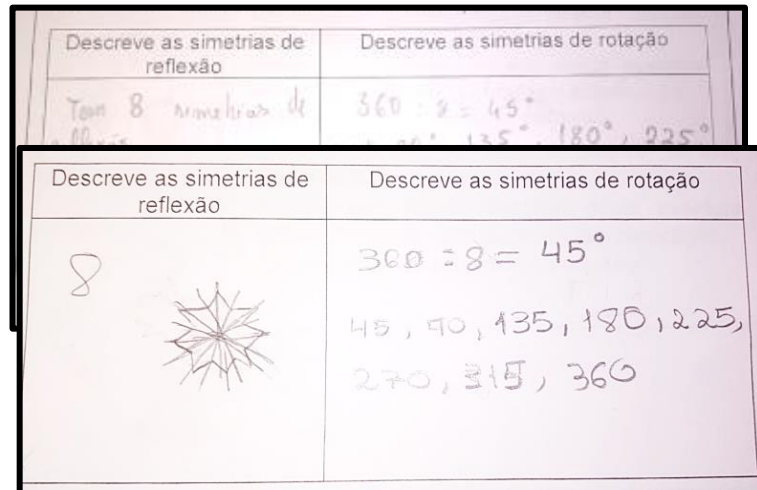 Descreve as simetrias de reflexão
Descreve as simetrias de rotação
Tem 8 simetrias de
360 : 8 = 45°
135°, 180°, 225°
Descreve as simetrias de reflexão
Descreve as simetrias de rotação
8
360 : 8 = 45°
45, 90, 135, 180, 225,
270, 315, 360